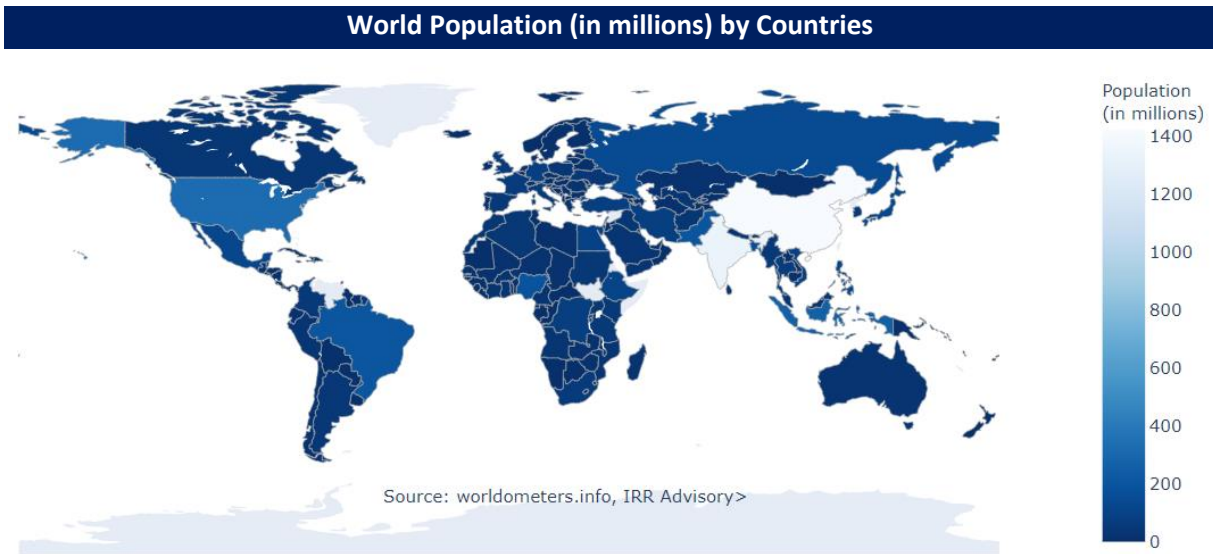 World Population (in millions) by Countries
Population
(in millions)
1400
1200
1000
800
600
400
200
0
Source: worldometers.info, IRR Advisory>